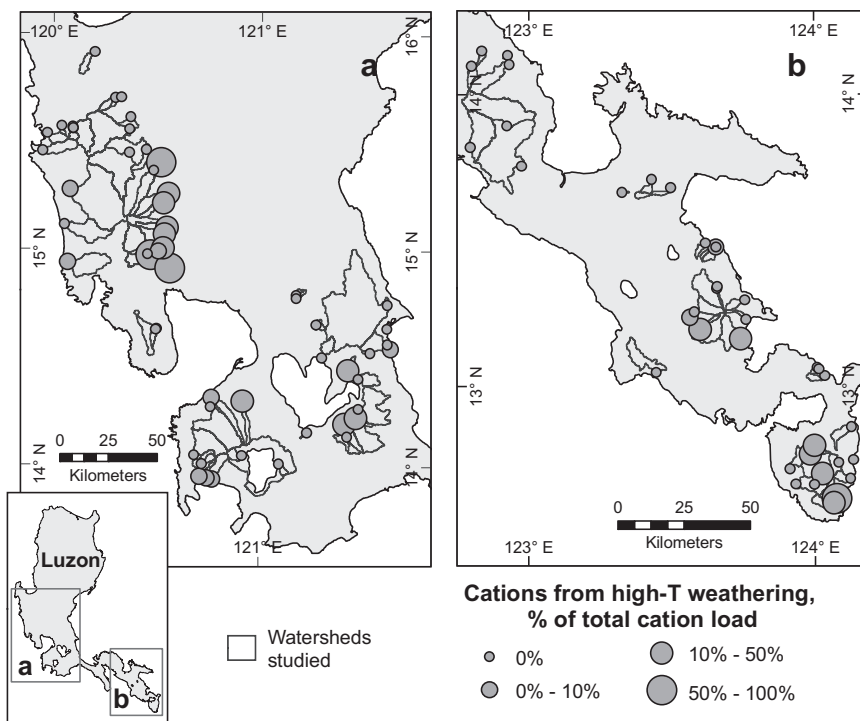 120° E
121° E
16° N
a
15° N
15° N
14° N
14° N
0 25 50
Kilometers
121° E
123° E
124° E
b
14° N
14° N
13° N
13° N
0 25 50
Kilometers
123° E
124° E
Luzon
a
b
Watersheds
studied
Cations from high-T weathering,
% of total cation load
0%
0% - 10%
10% - 50%
50% - 100%